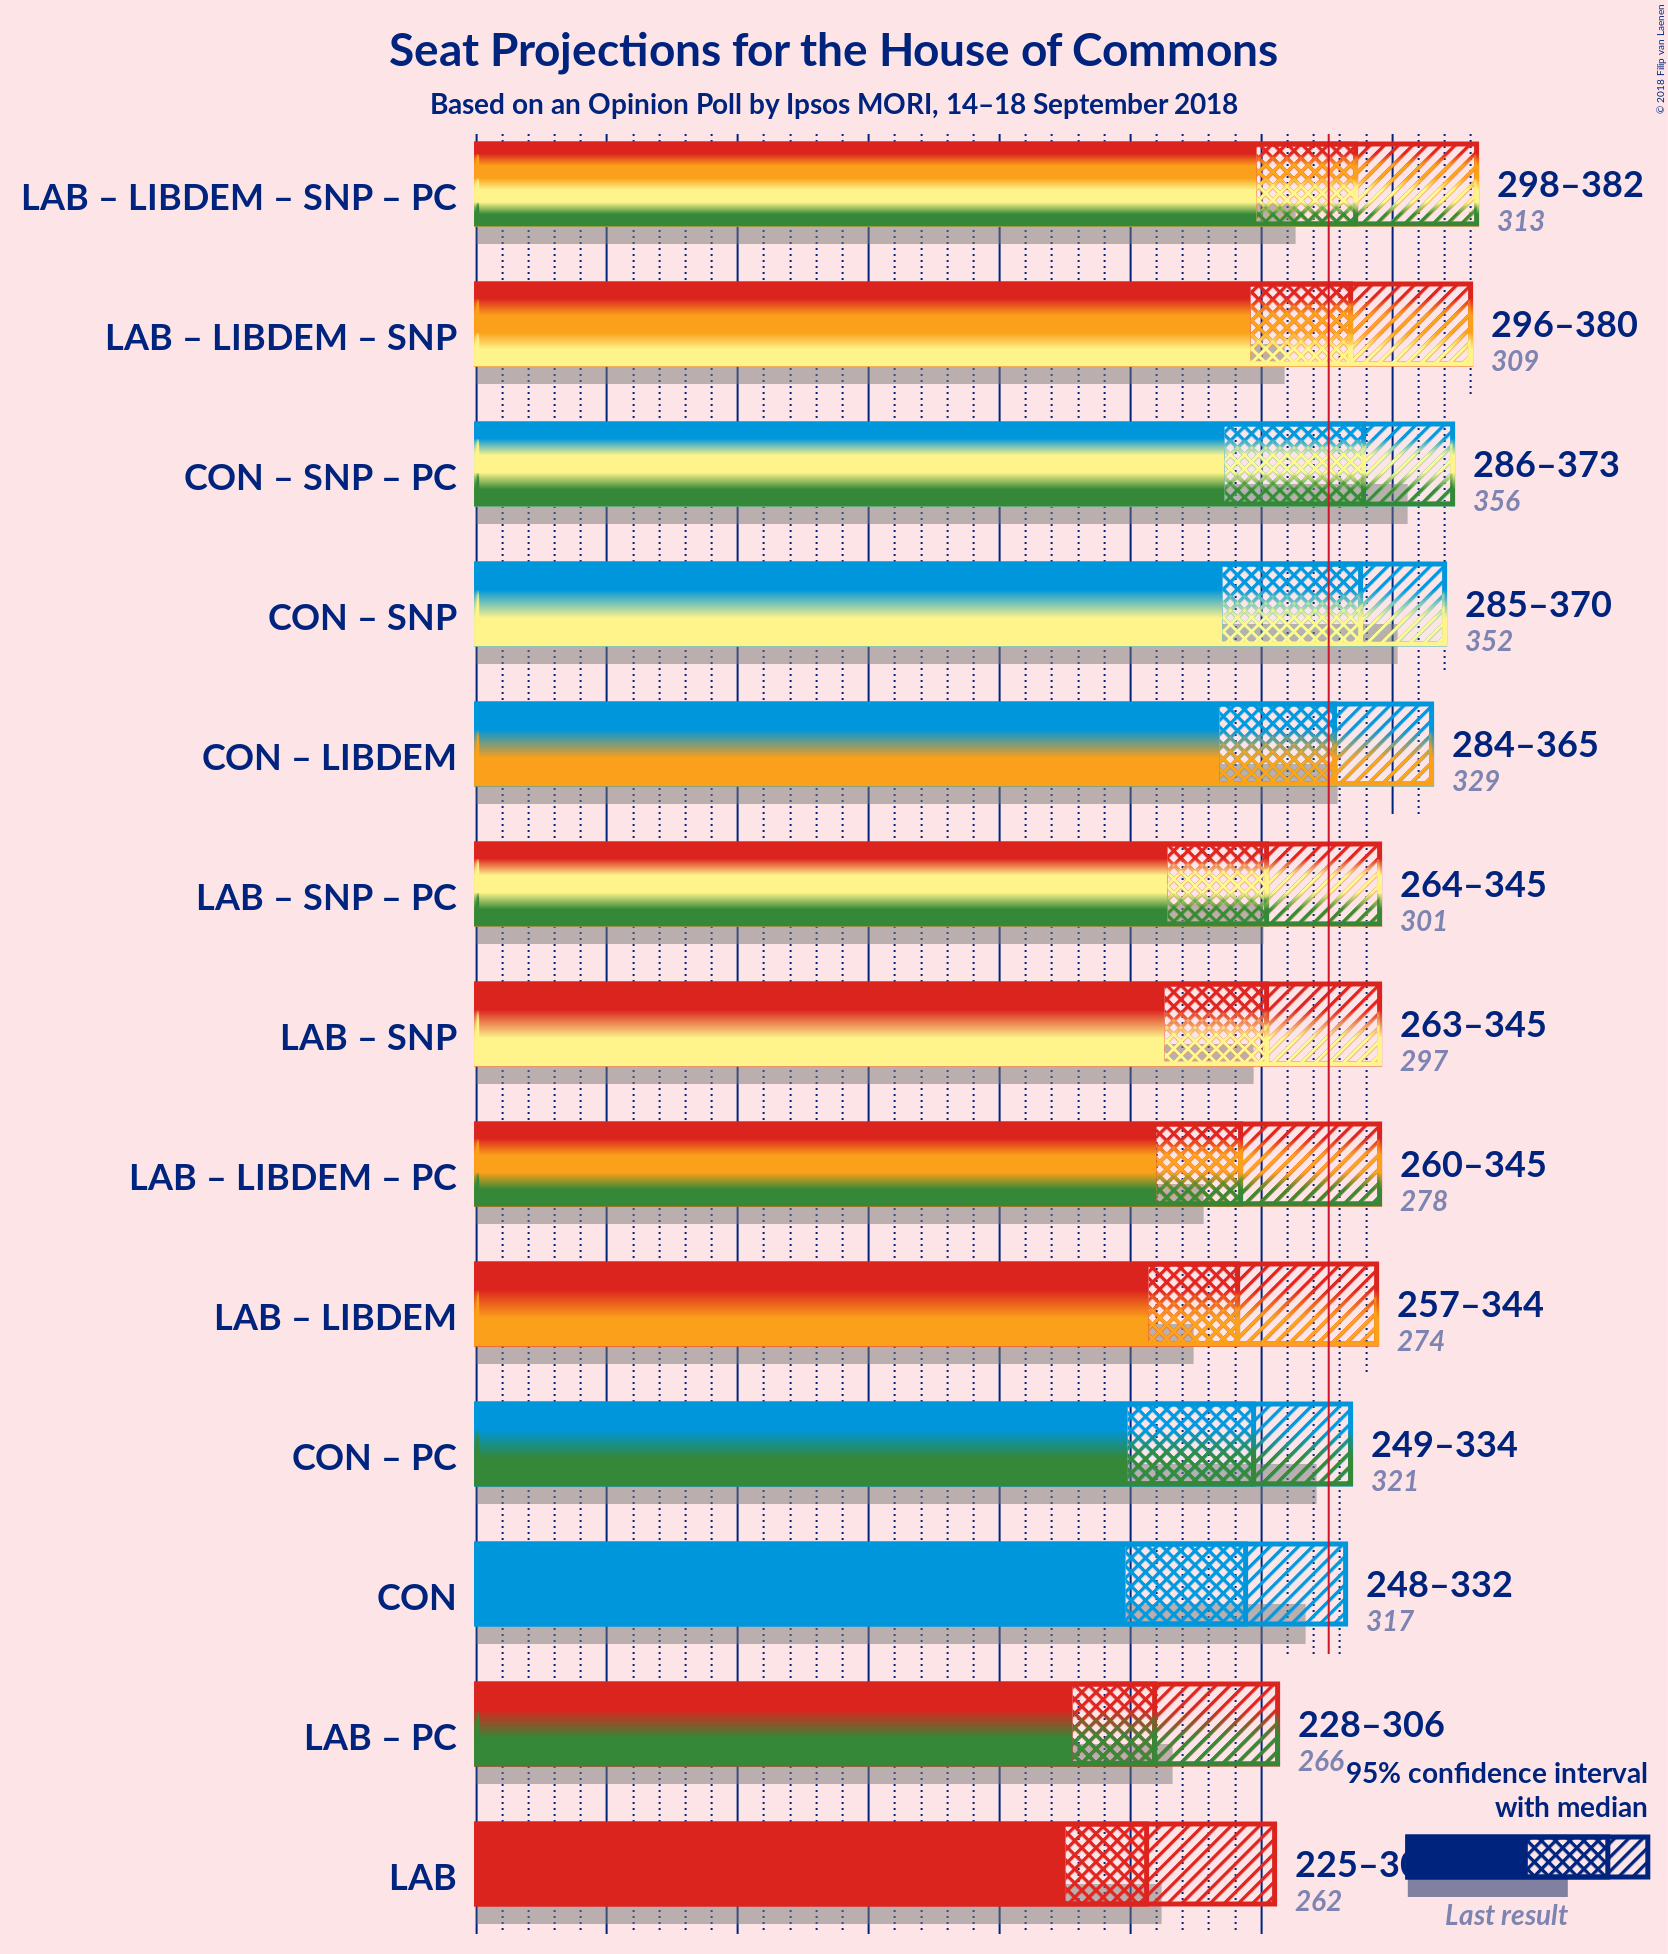 Seat Projections for the House of Commons
Based on an Opinion Poll by Ipsos MORI, 14–18 September 2018
© 2018 Filip van Laenen
LAB – LIBDEM – SNP – PC
298–382
313
LAB – LIBDEM – SNP
296–380
309
CON – SNP – PC
286–373
356
CON – SNP
285–370
352
CON – LIBDEM
284–365
329
LAB – SNP – PC
264–345
301
LAB – SNP
263–345
297
LAB – LIBDEM – PC
260–345
278
LAB – LIBDEM
257–344
274
CON – PC
249–334
321
CON
248–332
317
LAB – PC
228–306
266
95% confidence interval
with median
LAB
262
Last result